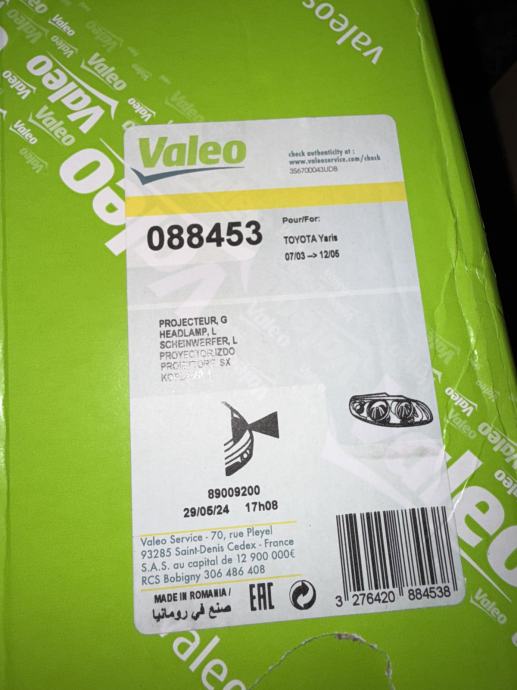 Valeo
check authenticity at :
www.valeoservice.com/check
3S6700043UDB
088453
Pour/For:
TOYOTA Yaris
07/03 --> 12/05
PROJECTEUR, G
HEADLAMP, L
SCHEINWERFER, L
PROYECTOR,IZDO
SX
89009200
29/05/24 17h08
Valeo Service - 70, rue Pleyel
93285 Saint-Denis Cedex - France
S.A.S. au capital de 12 900 000€
RCS Bobigny 306 486 408
MADE IN ROMANIA /
صنع في رومانيا
EAC
3 276420 884538